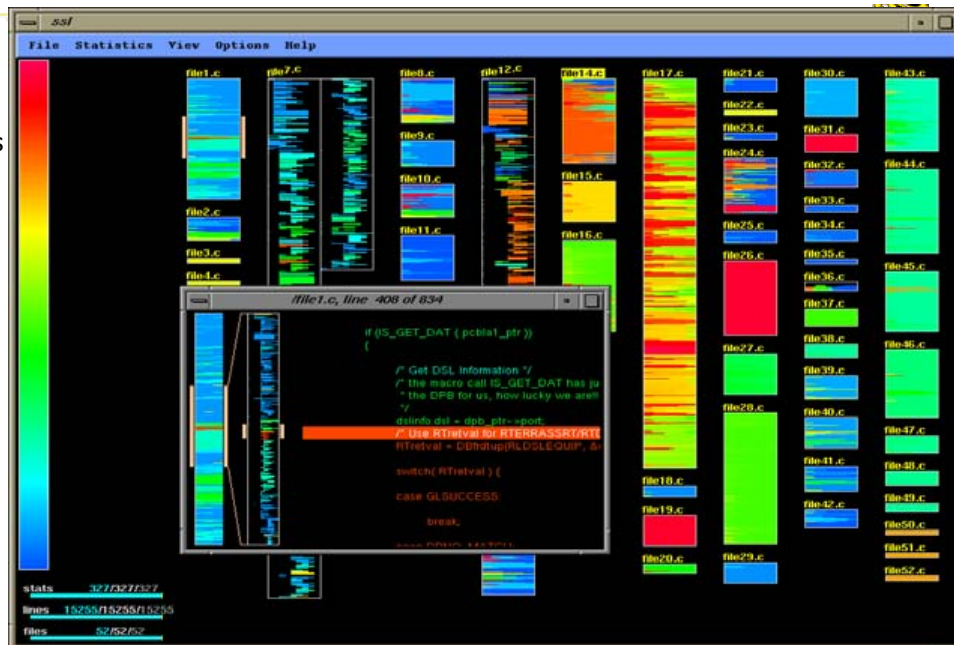 ssl
File Statistics View Options Help
file1.c
file2.c
file3.c
file4.c
file7.c
file8.c
file9.c
file10.c
file11.c
file12.c
file14.c
file15.c
file16.c
file17.c
file18.c
file19.c
file20.c
file21.c
file22.c
file23.c
file24.c
file25.c
file26.c
file27.c
file28.c
file29.c
file30.c
file31.c
file32.c
file33.c
file34.c
file35.c
file36.c
file37.c
file38.c
file39.c
file40.c
file41.c
file42.c
file43.c
file44.c
file45.c
file46.c
file47.c
file48.c
file49.c
file50.c
file51.c
file52.c
s
/file1.c, line 408 of 834
if (IS_GET_DAT ( pcbla1_ptr ))
{
/* Get DSL Information */
/* the macro call IS_GET_DAT has ju
* the DPB for us, how lucky we are!!
*/
dslinfo.dsl = dpb_ptr->port;
/* Use RTretval for RTERRASSRT/RTD
RTretval = DBfrdtup(RLDSLEQUIP, &
switch( RTretval ) {
case GLSUCCESS:
break;
stats 327/327/327
lines 15255/15255/15255
files 52/52/52